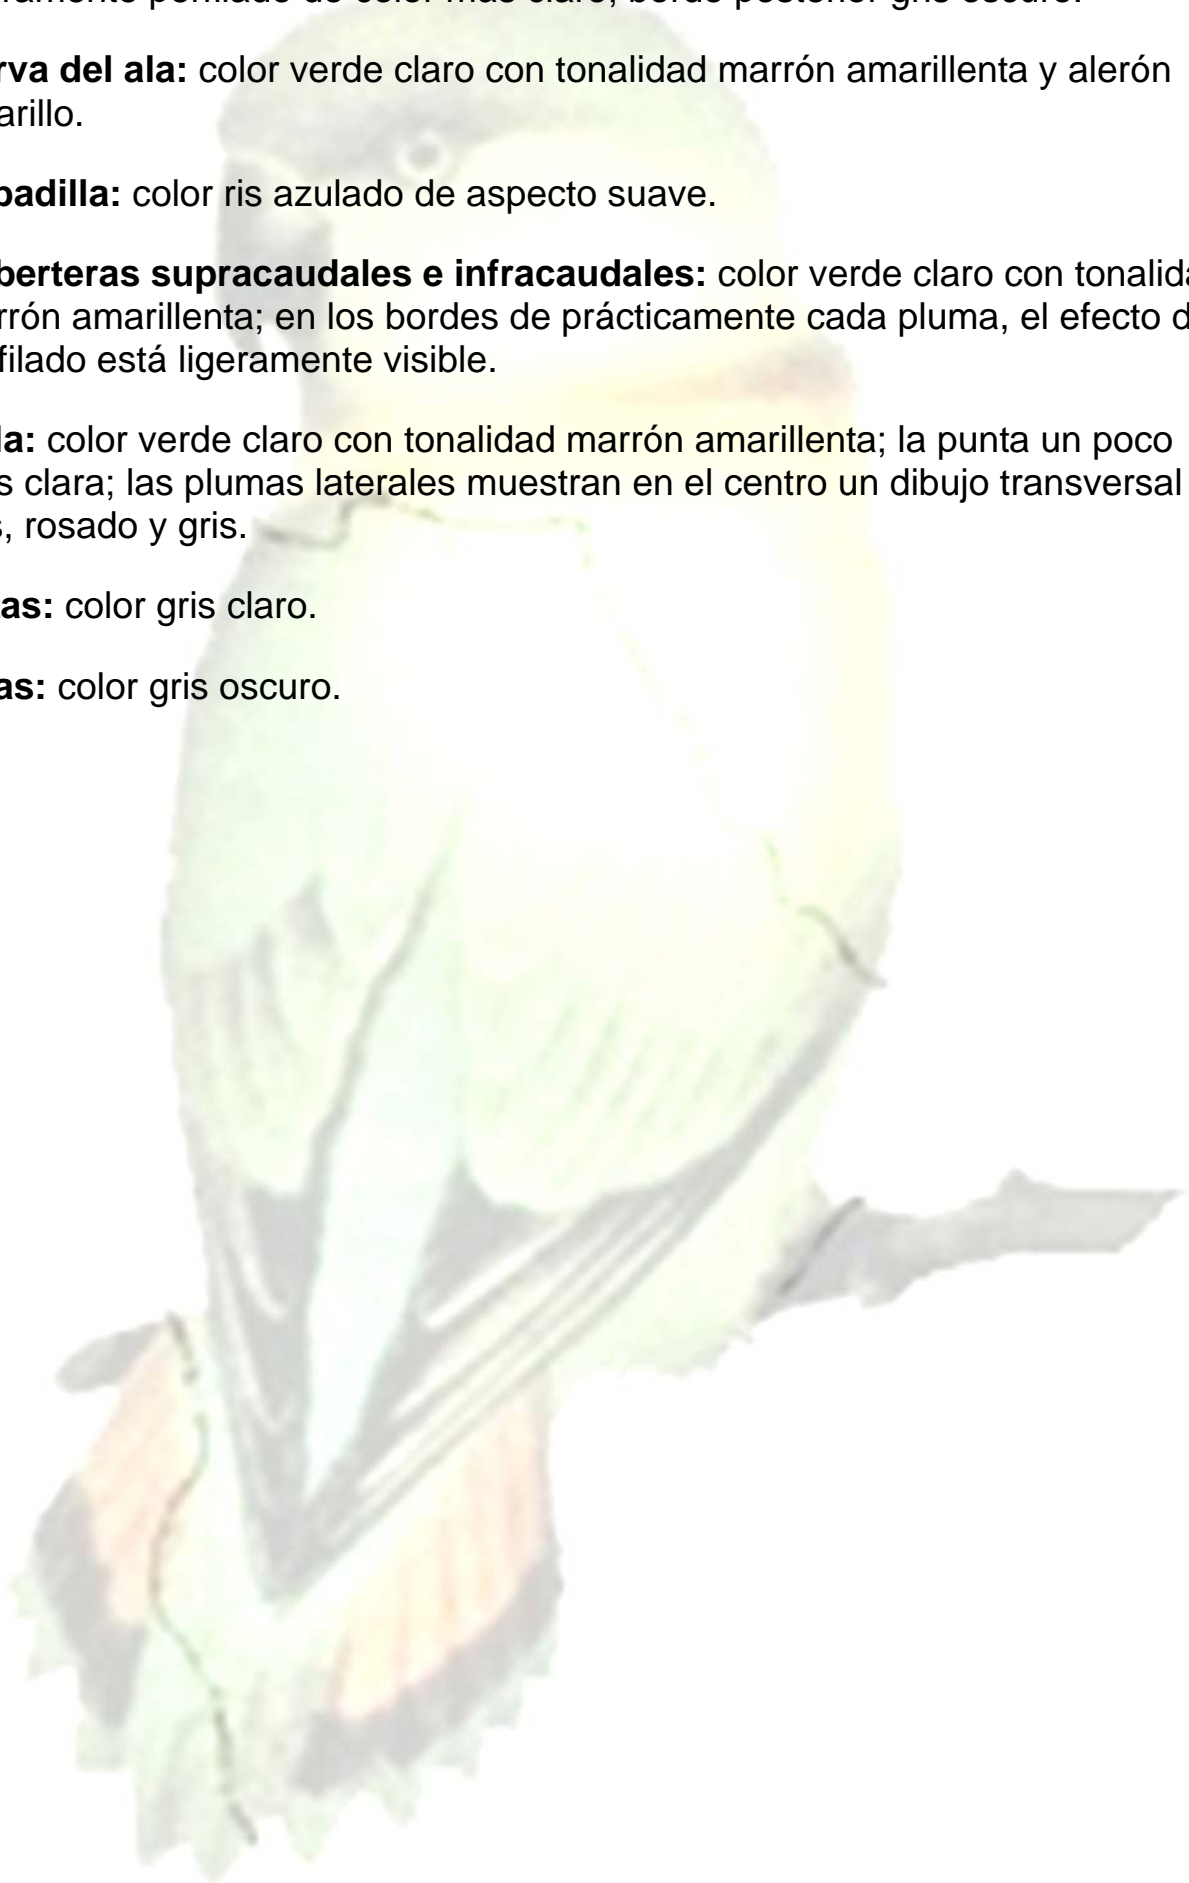 ramente perfilado de color más claro; borde posterior gris oscuro.
rva del ala: color verde claro con tonalidad marrón amarillenta y alerón
arillo.
badilla: color ris azulado de aspecto suave.
berteras supracaudales e infracaudales: color verde claro con tonalida
rrón amarillenta; en los bordes de prácticamente cada pluma, el efecto d
filado está ligeramente visible.
la: color verde claro con tonalidad marrón amarillenta; la punta un poco
s clara; las plumas laterales muestran en el centro un dibujo transversal
s, rosado y gris.
tas: color gris claro.
as: color gris oscuro.